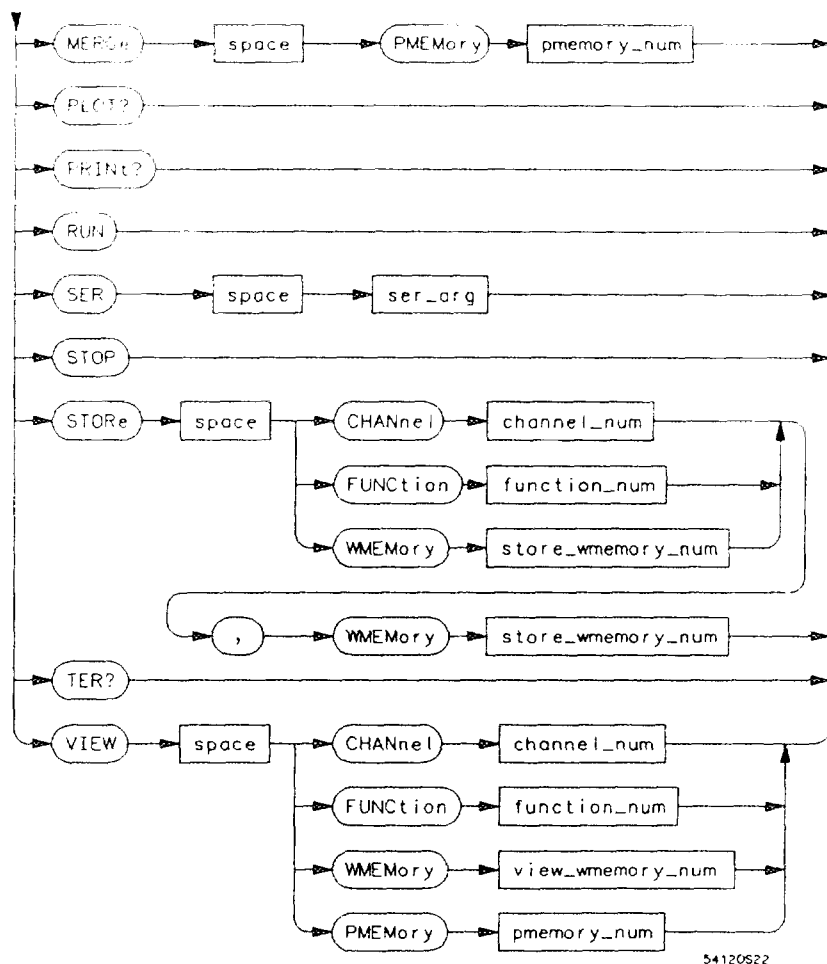 MERGe space PMEMory pmemory_num
PLOT?
PRINt?
RUN
SER space ser_arg
STOP
STORe space CHANnel channel_num
FUNCtion function_num
WMEMory store_wmemory_num
, WMEMory store_wmemory_num
TER?
VIEW space CHANnel channel_num
FUNCtion function_num
WMEMory view_wmemory_num
PMEMory pmemory_num
54120S22